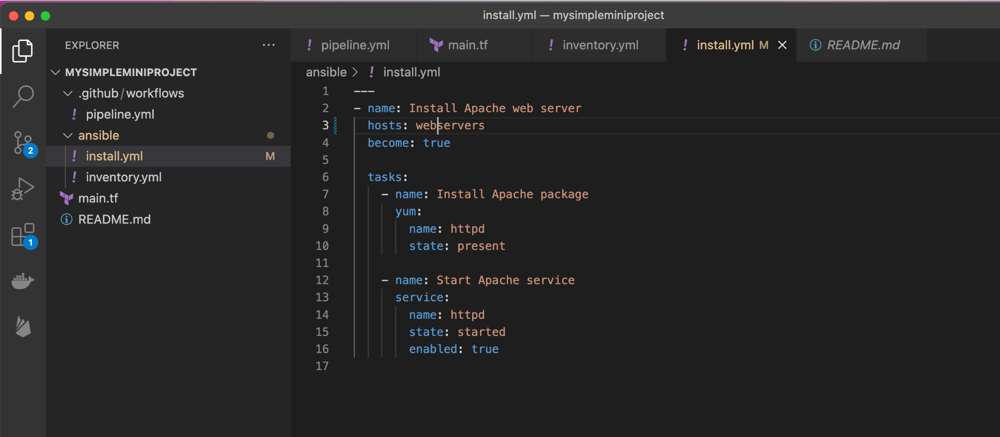 install.yml — mysimpleminiproject
EXPLORER ···
MYSIMPLEMINIPROJECT
.github/workflows
! pipeline.yml
ansible
! install.yml M
! inventory.yml
main.tf
README.md
2
1
! pipeline.yml main.tf ! inventory.yml ! install.yml M × README.md
ansible > ! install.yml
1 ---
2 - name: Install Apache web server
3   hosts: webservers
4   become: true
5
6   tasks:
7     - name: Install Apache package
8       yum:
9         name: httpd
10         state: present
11
12     - name: Start Apache service
13       service:
14         name: httpd
15         state: started
16         enabled: true
17